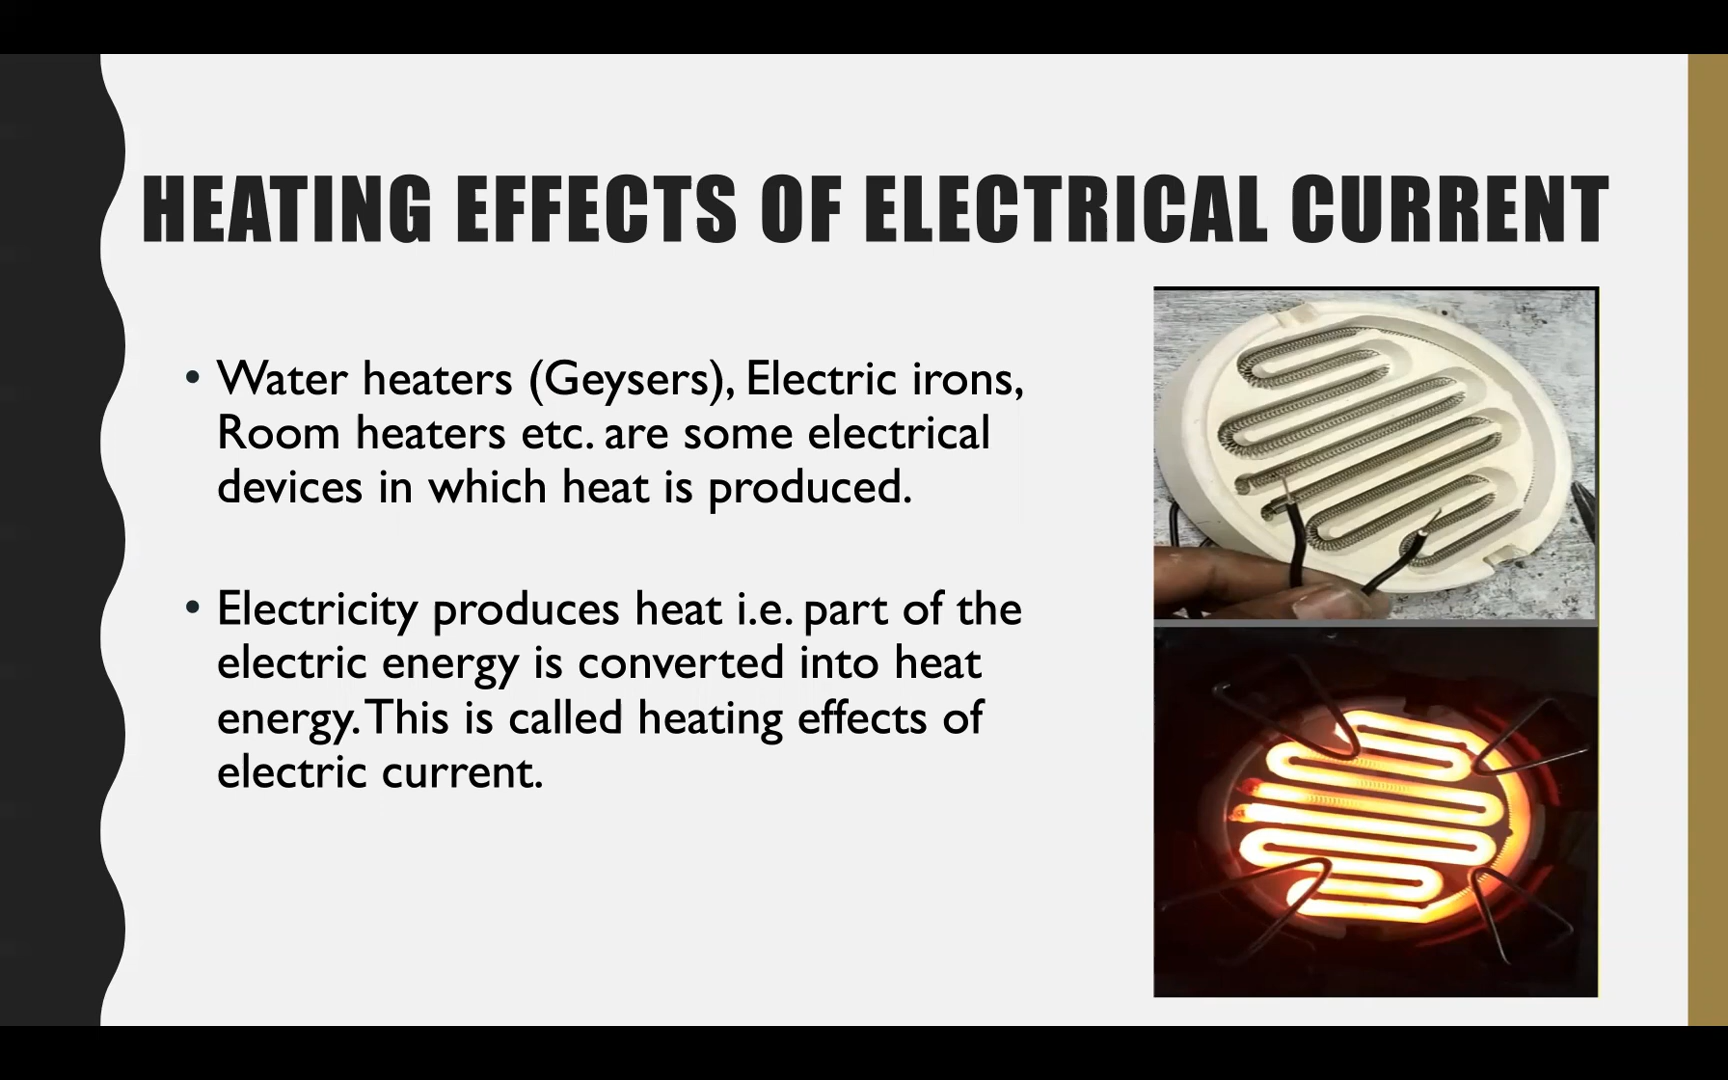 HEATING EFFECTS OF ELECTRICAL CURRENT
• Water heaters (Geysers), Electric irons,
Room heaters etc. are some electrical
devices in which heat is produced.
• Electricity produces heat i.e. part of the
electric energy is converted into heat
energy. This is called heating effects of
electric current.